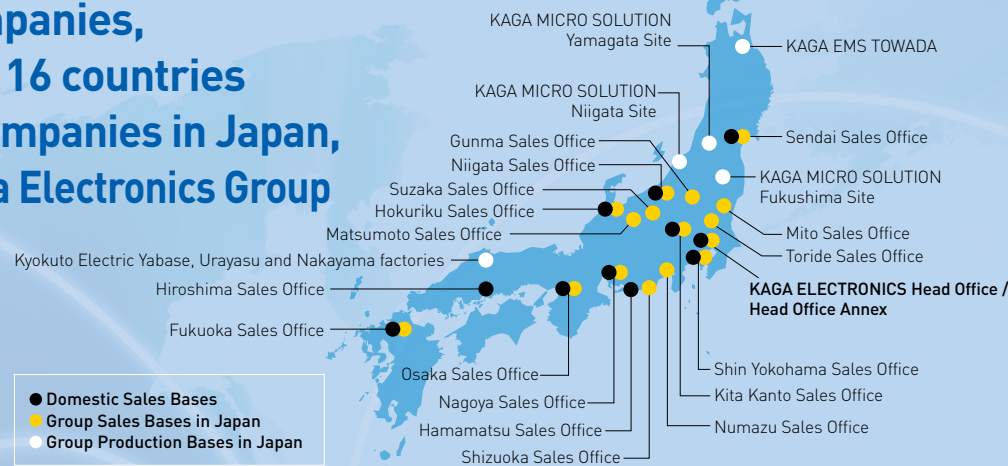 companies,
16 countries
companies in Japan,
Electronics Group
KAGA MICRO SOLUTION
Yamagata Site
KAGA EMS TOWADA
KAGA MICRO SOLUTION
Niigata Site
Gunma Sales Office
Sendai Sales Office
Niigata Sales Office
Suzaka Sales Office
KAGA MICRO SOLUTION
Fukushima Site
Hokuriku Sales Office
Matsumoto Sales Office
Mito Sales Office
Toride Sales Office
Kyokuto Electric Yabase, Urayasu and Nakayama factories
Hiroshima Sales Office
KAGA ELECTRONICS Head Office /
Head Office Annex
Fukuoka Sales Office
Osaka Sales Office
Shin Yokohama Sales Office
Kita Kanto Sales Office
Nagoya Sales Office
Numazu Sales Office
Hamamatsu Sales Office
Shizuoka Sales Office
Domestic Sales Bases
Group Sales Bases in Japan
Group Production Bases in Japan